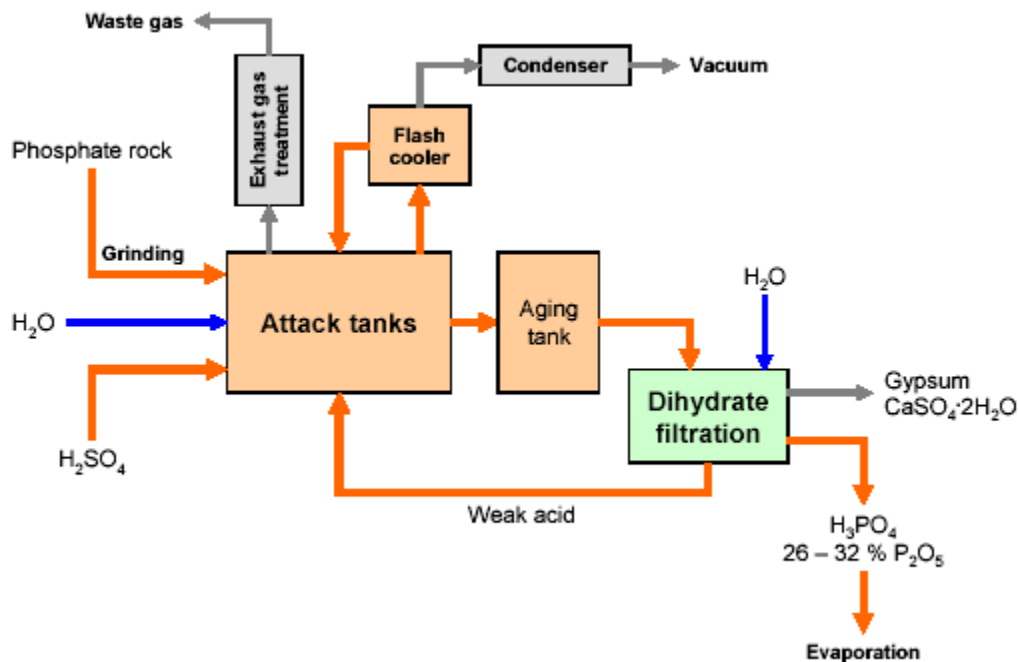 Waste gas
Exhaust gas
treatment
Condenser
Vacuum
Flash
cooler
Phosphate rock
Grinding
H₂O
H₂SO₄
Attack tanks
Aging
tank
H₂O
Dihydrate
filtration
Gypsum
CaSO₄·2H₂O
Weak acid
H₃PO₄
26 – 32 % P₂O₅
Evaporation